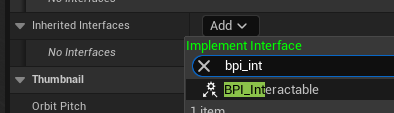 No Interfaces
Inherited Interfaces Add
No Interfaces
Implement Interface
bpi_int
Thumbnail
BPI_Interactable
Orbit Pitch
1 item